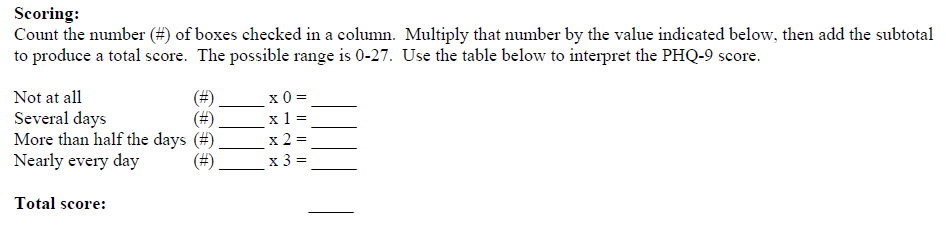 Scoring:
Count the number (#) of boxes checked in a column. Multiply that number by the value indicated below, then add the subtotal
to produce a total score. The possible range is 0-27. Use the table below to interpret the PHQ-9 score.
Not at all (#) _____ x 0 = _____
Several days (#) _____ x 1 = _____
More than half the days (#) _____ x 2 = _____
Nearly every day (#) _____ x 3 = _____
Total score: _____